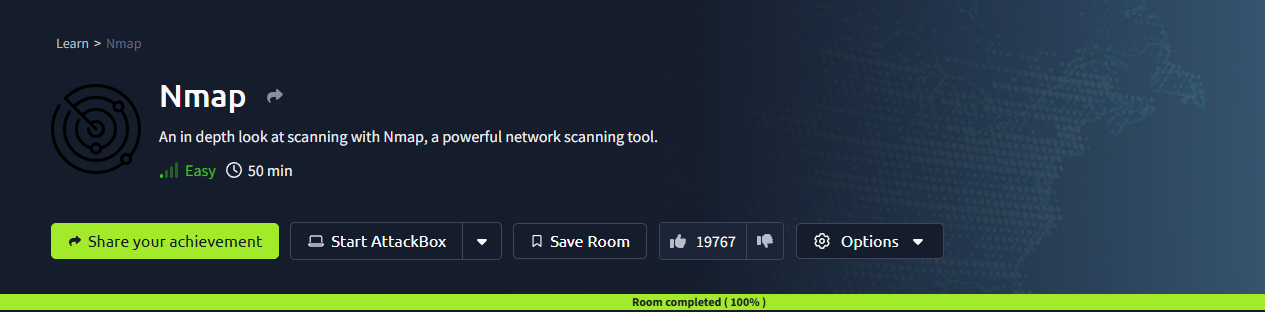 Learn > Nmap
Nmap
An in depth look at scanning with Nmap, a powerful network scanning tool.
Easy 50 min
Share your achievement Start AttackBox Save Room 19767 Options
Room completed ( 100% )